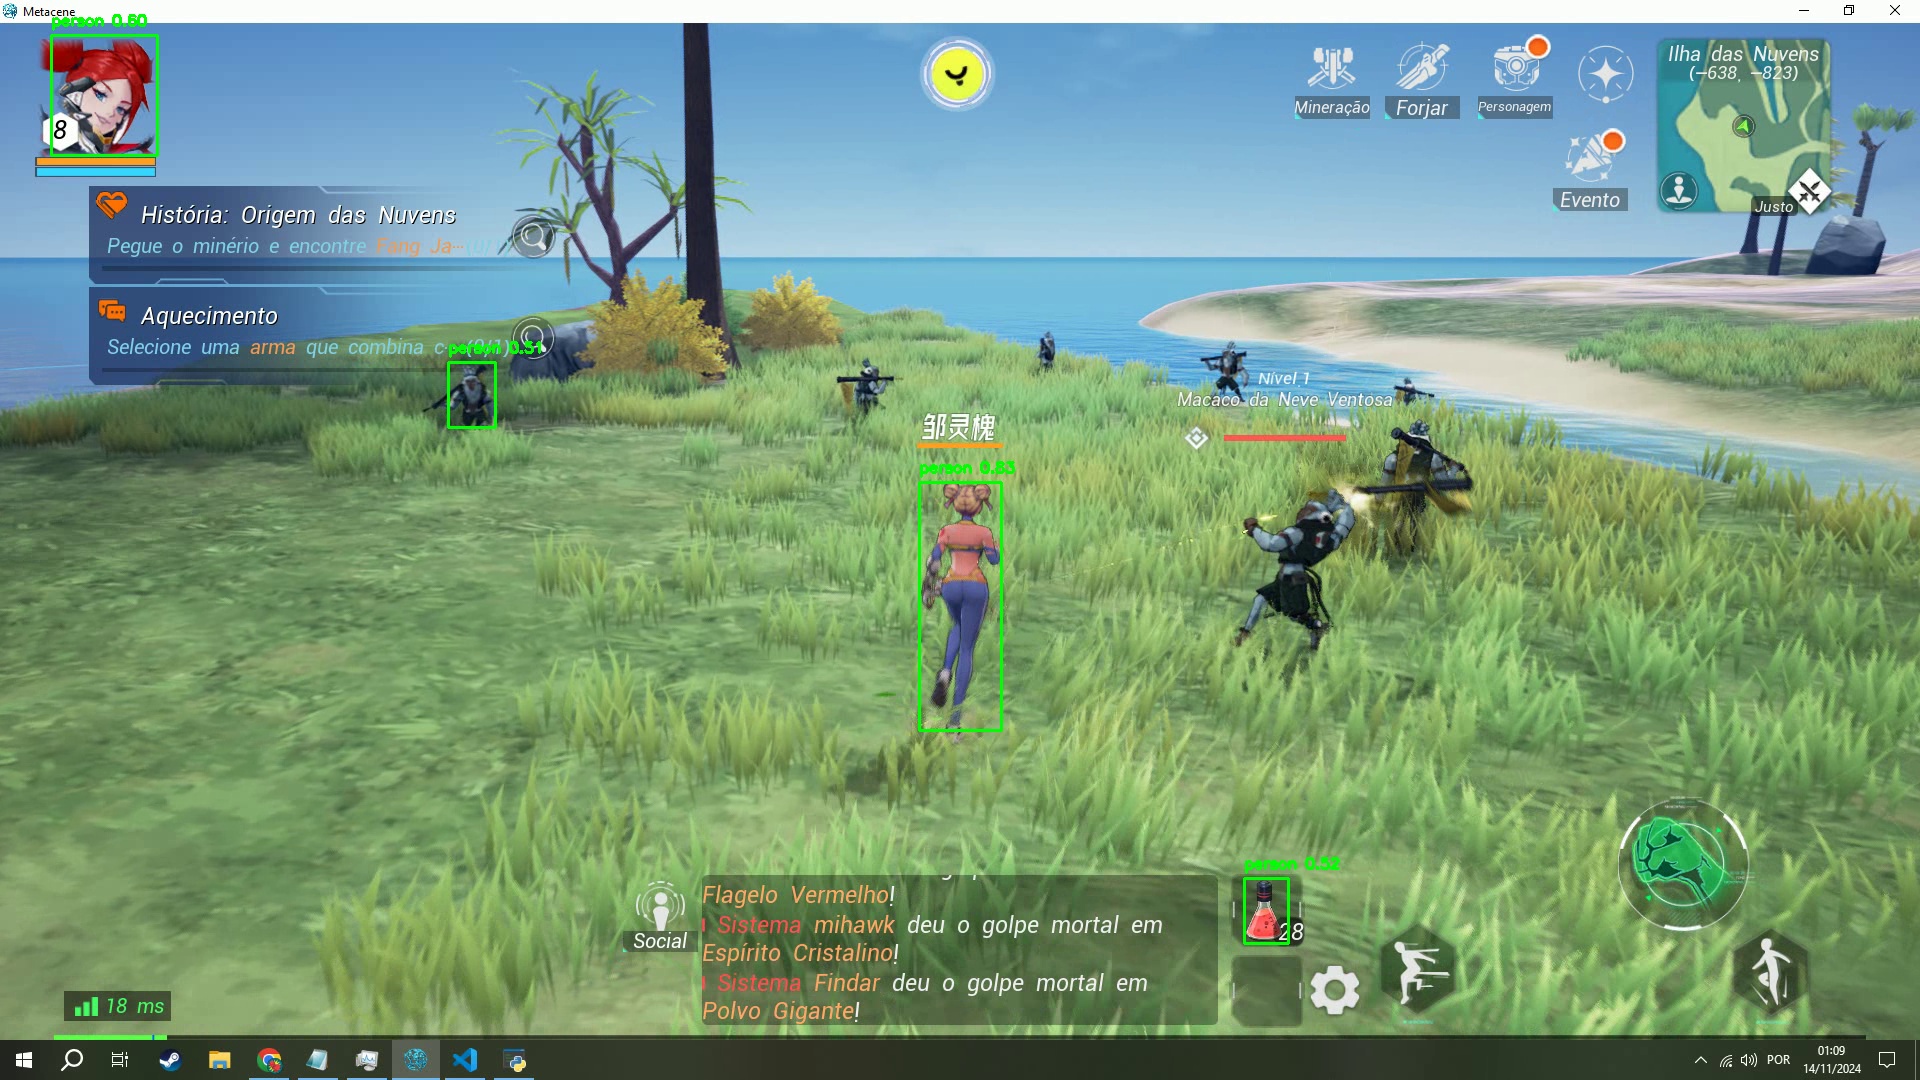 Metacene
person 0.60
8
Mineração
Forjar
Personagem
Ilha das Nuvens
(-638, -823)
Evento
Justo
História: Origem das Nuvens
Pegue o minério e encontre Fang Ja...(0/1)
Aquecimento
Selecione uma arma que combina c...(0/1)
person 0.51
Nível 1
Macaco da Neve Ventosa
邹灵槐
person 0.83
person 0.52
28
Social
Flagelo Vermelho!
Sistema mihawk deu o golpe mortal em
Espírito Cristalino!
Sistema Findar deu o golpe mortal em
Polvo Gigante!
18 ms
POR
01:09
14/11/2024